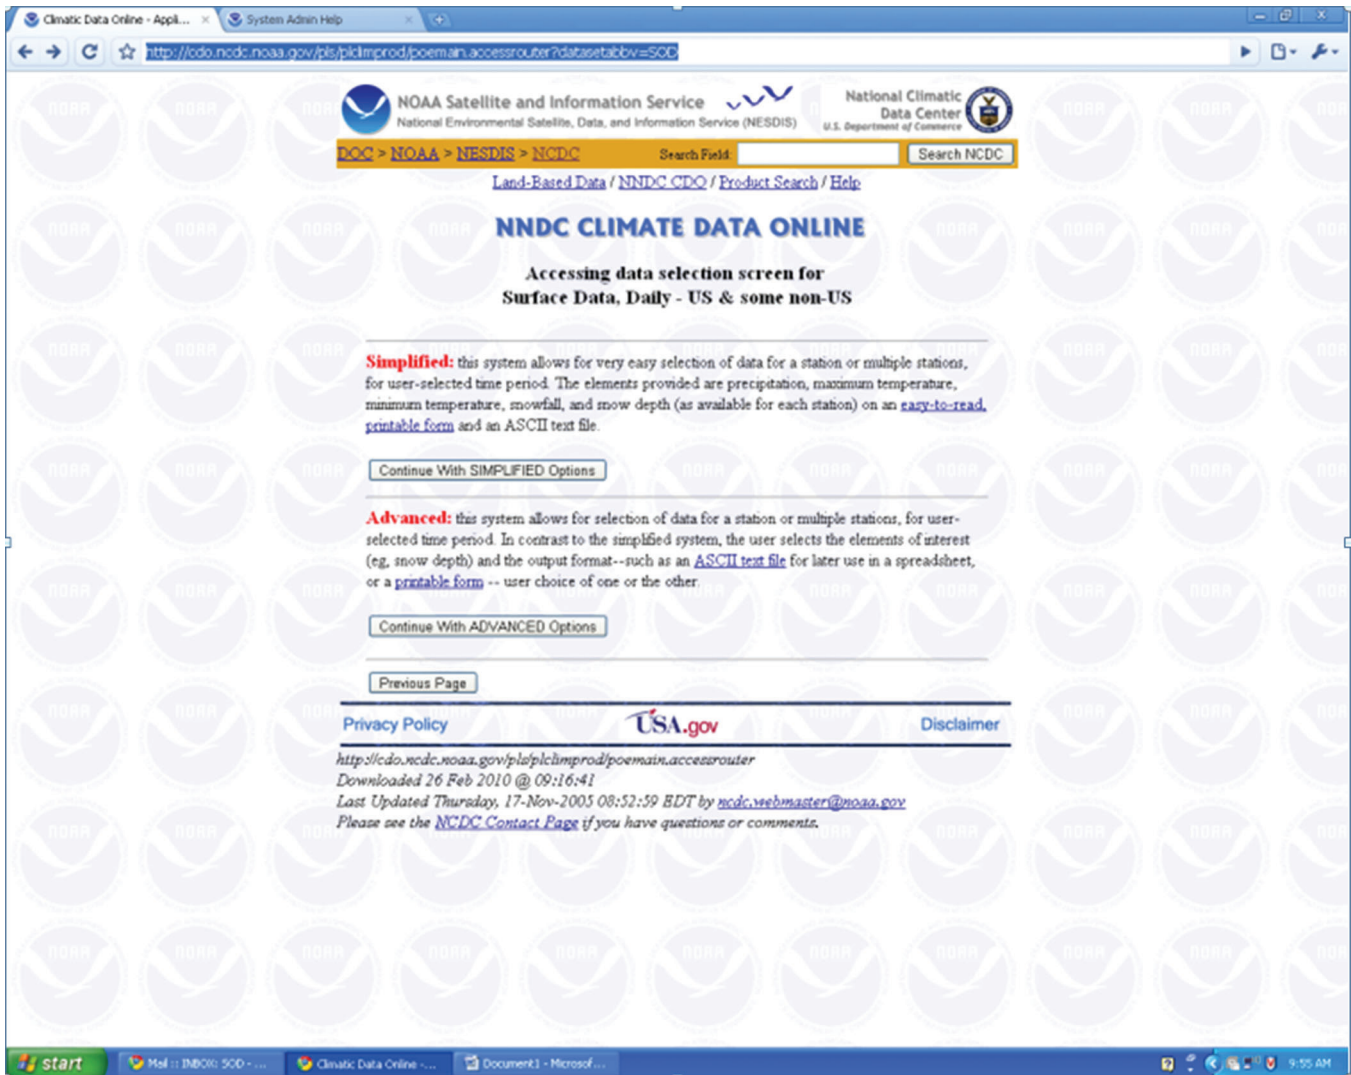 Climatic Data Online - Appli...
System Admin Help
http://cdo.ncdc.noaa.gov/pls/plclimprod/poemain.accessrouter?datasetabbv=SOD
NOAA Satellite and Information Service
National Environmental Satellite, Data, and Information Service (NESDIS)
National Climatic
Data Center
U.S. Department of Commerce
DOC > NOAA > NESDIS > NCDC Search Field: Search NCDC
Land-Based Data / NNDC CDO / Product Search / Help
NNDC CLIMATE DATA ONLINE
Accessing data selection screen for
Surface Data, Daily - US & some non-US
Simplified: this system allows for very easy selection of data for a station or multiple stations,
for user-selected time period. The elements provided are precipitation, maximum temperature,
minimum temperature, snowfall, and snow depth (as available for each station) on an easy-to-read,
printable form and an ASCII text file.
Continue With SIMPLIFIED Options
Advanced: this system allows for selection of data for a station or multiple stations, for user-
selected time period. In contrast to the simplified system, the user selects the elements of interest
(eg, snow depth) and the output format--such as an ASCII text file for later use in a spreadsheet,
or a printable form -- user choice of one or the other.
Continue With ADVANCED Options
Previous Page
Privacy Policy USA.gov Disclaimer
http://cdo.ncdc.noaa.gov/pls/plclimprod/poemain.accessrouter
Downloaded 26 Feb 2010 @ 09:16:41
Last Updated Thursday, 17-Nov-2005 08:52:59 EDT by ncdc.webmaster@noaa.gov
Please see the NCDC Contact Page if you have questions or comments.
start Mail :: INBOX: SOD - ... Climatic Data Online -... Document1 - Microsof... 9:55 AM